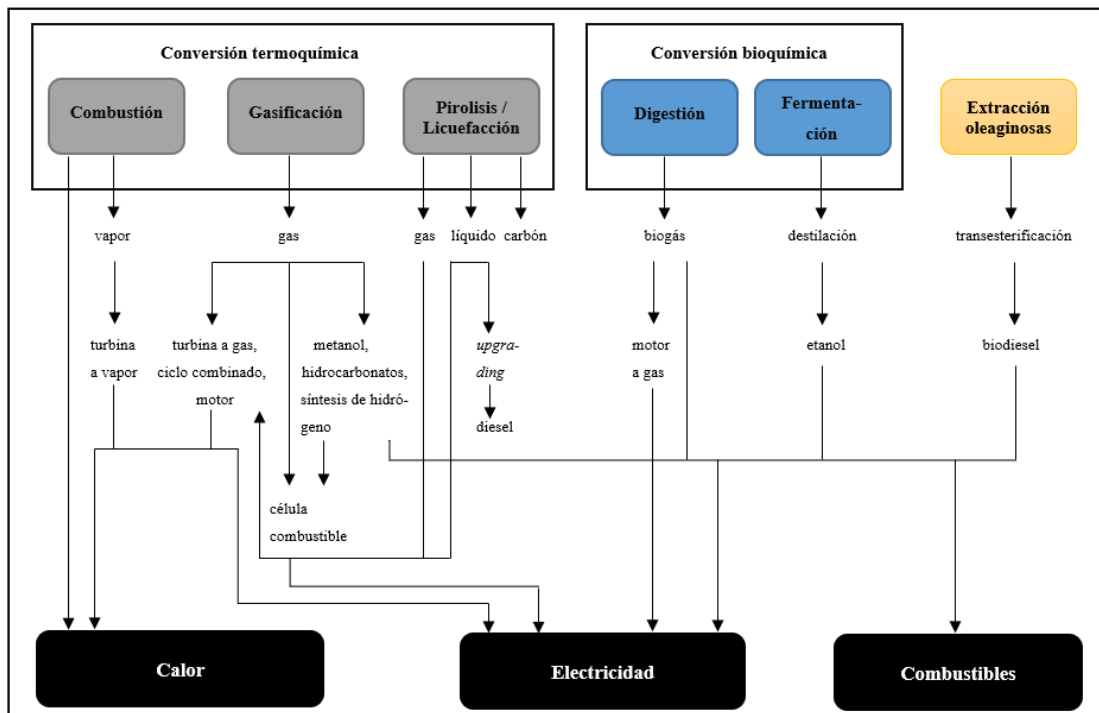 Conversión termoquímica
Conversión bioquímica
Combustión
Gasificación
Pirolisis /
Licuefacción
Digestión
Fermenta-
ción
Extracción
oleaginosas
vapor
gas
gas
líquido
carbón
biogás
destilación
transesterificación
turbina
a vapor
turbina a gas,
ciclo combinado,
motor
metanol,
hidrocarbonatos,
síntesis de hidró-
geno
upgra-
ding
diesel
motor
a gas
etanol
biodiesel
célula
combustible
Calor
Electricidad
Combustibles